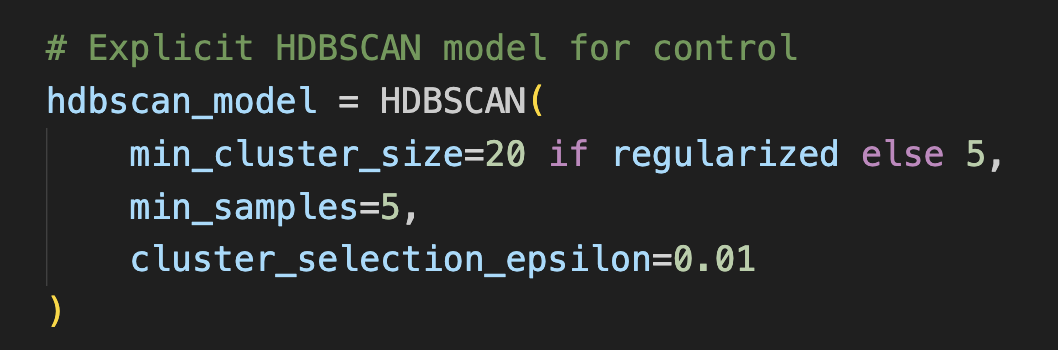 # Explicit HDBSCAN model for control
hdbscan_model = HDBSCAN(
    min_cluster_size=20 if regularized else 5,
    min_samples=5,
    cluster_selection_epsilon=0.01
)